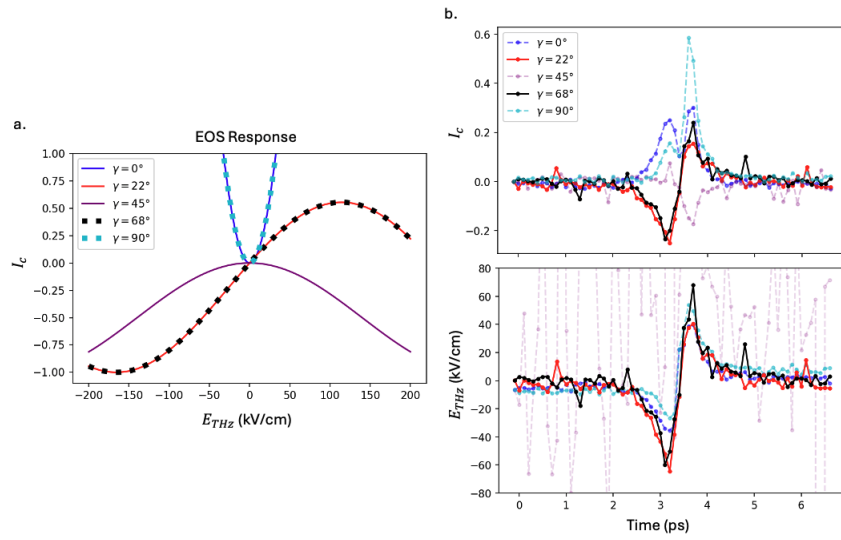 a.
EOS Response
γ = 0°
γ = 22°
γ = 45°
γ = 68°
γ = 90°
1.00
0.75
0.50
0.25
0.00
−0.25
−0.50
−0.75
−1.00
I_c
−200 −150 −100 −50 0 50 100 150 200
E_THz (kV/cm)
b.
γ = 0°
γ = 22°
γ = 45°
γ = 68°
γ = 90°
0.6
0.4
0.2
0.0
−0.2
I_c
80
60
40
20
0
−20
−40
−60
−80
E_THz (kV/cm)
0 1 2 3 4 5 6
Time (ps)